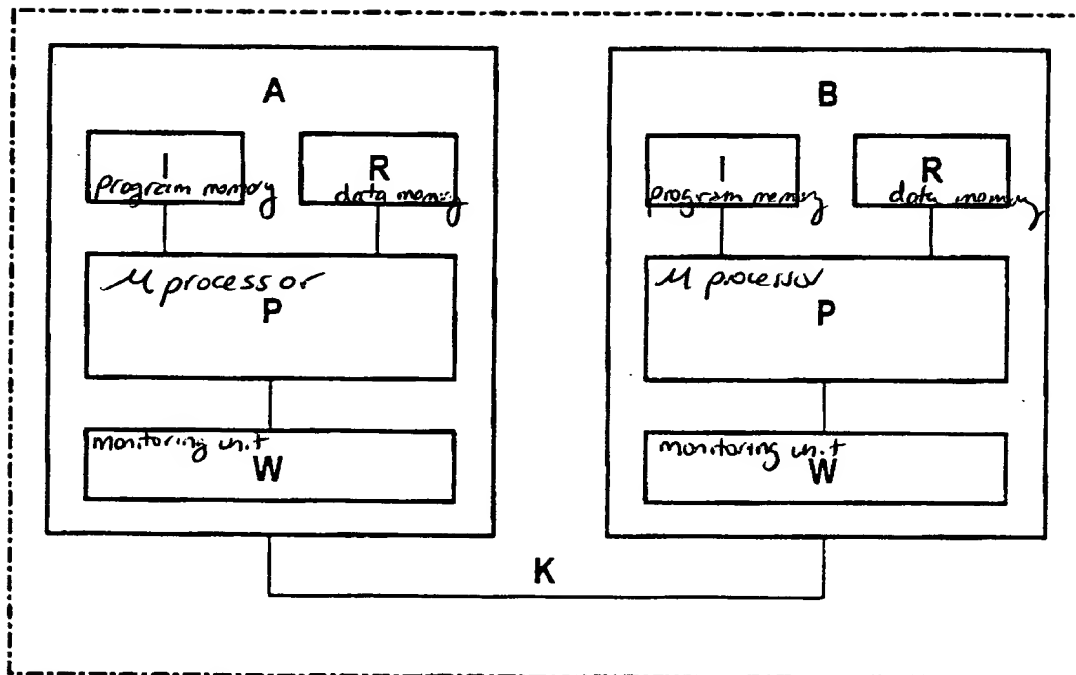 A
I
program memory
R
data memory
μ processor
P
monitoring unit
W
B
I
program memory
R
data memory
μ processor
P
monitoring unit
W
K